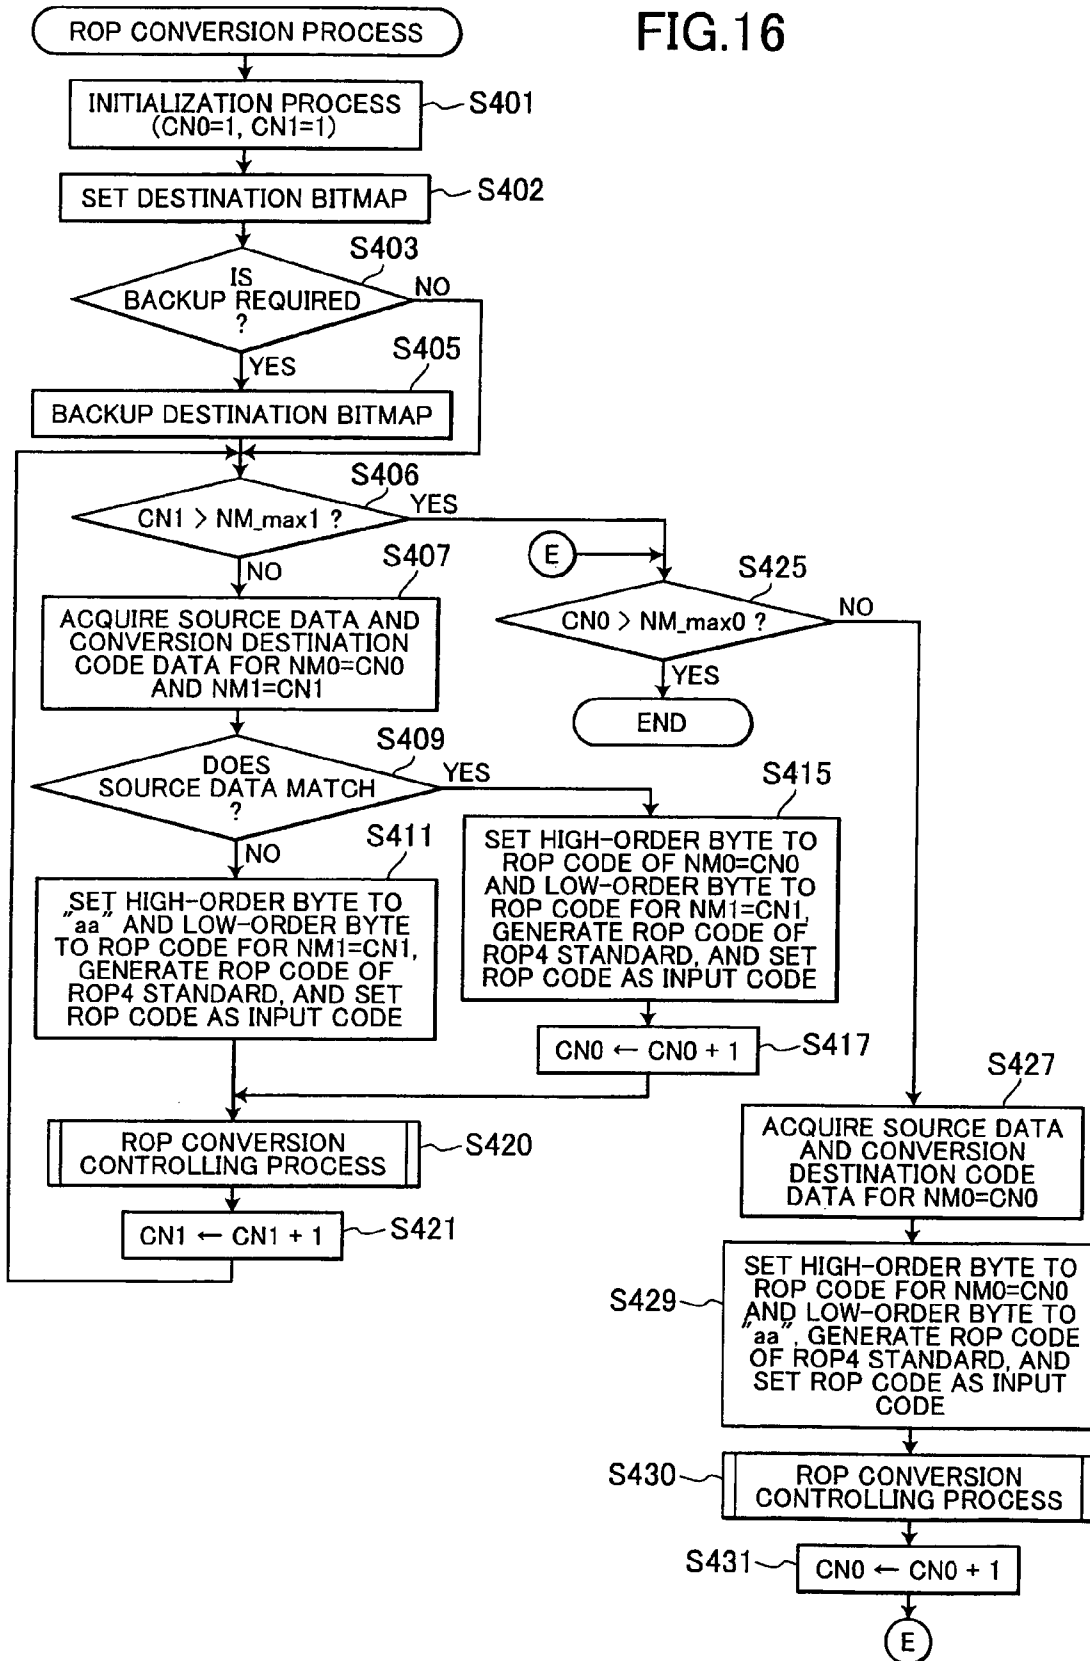 FIG.16
ROP CONVERSION PROCESS
INITIALIZATION PROCESS
(CN0=1, CN1=1)
S401
SET DESTINATION BITMAP
S402
S403
IS
BACKUP REQUIRED
?
NO
YES
S405
BACKUP DESTINATION BITMAP
S406
CN1 > NM_max1 ?
YES
NO
S407
ACQUIRE SOURCE DATA AND
CONVERSION DESTINATION
CODE DATA FOR NM0=CN0
AND NM1=CN1
S409
DOES
SOURCE DATA MATCH
?
YES
NO
S411
SET HIGH-ORDER BYTE TO
"aa" AND LOW-ORDER BYTE
TO ROP CODE FOR NM1=CN1,
GENERATE ROP CODE OF
ROP4 STANDARD, AND SET
ROP CODE AS INPUT CODE
S415
SET HIGH-ORDER BYTE TO
ROP CODE OF NM0=CN0
AND LOW-ORDER BYTE TO
ROP CODE FOR NM1=CN1,
GENERATE ROP CODE OF
ROP4 STANDARD, AND SET
ROP CODE AS INPUT CODE
CN0 ← CN0 + 1
S417
ROP CONVERSION
CONTROLLING PROCESS
S420
CN1 ← CN1 + 1
S421
E
S425
CN0 > NM_max0 ?
NO
YES
END
S427
ACQUIRE SOURCE DATA
AND CONVERSION
DESTINATION CODE
DATA FOR NM0=CN0
S429
SET HIGH-ORDER BYTE TO
ROP CODE FOR NM0=CN0
AND LOW-ORDER BYTE TO
"aa", GENERATE ROP CODE
OF ROP4 STANDARD, AND
SET ROP CODE AS INPUT
CODE
S430
ROP CONVERSION
CONTROLLING PROCESS
S431
CN0 ← CN0 + 1
E